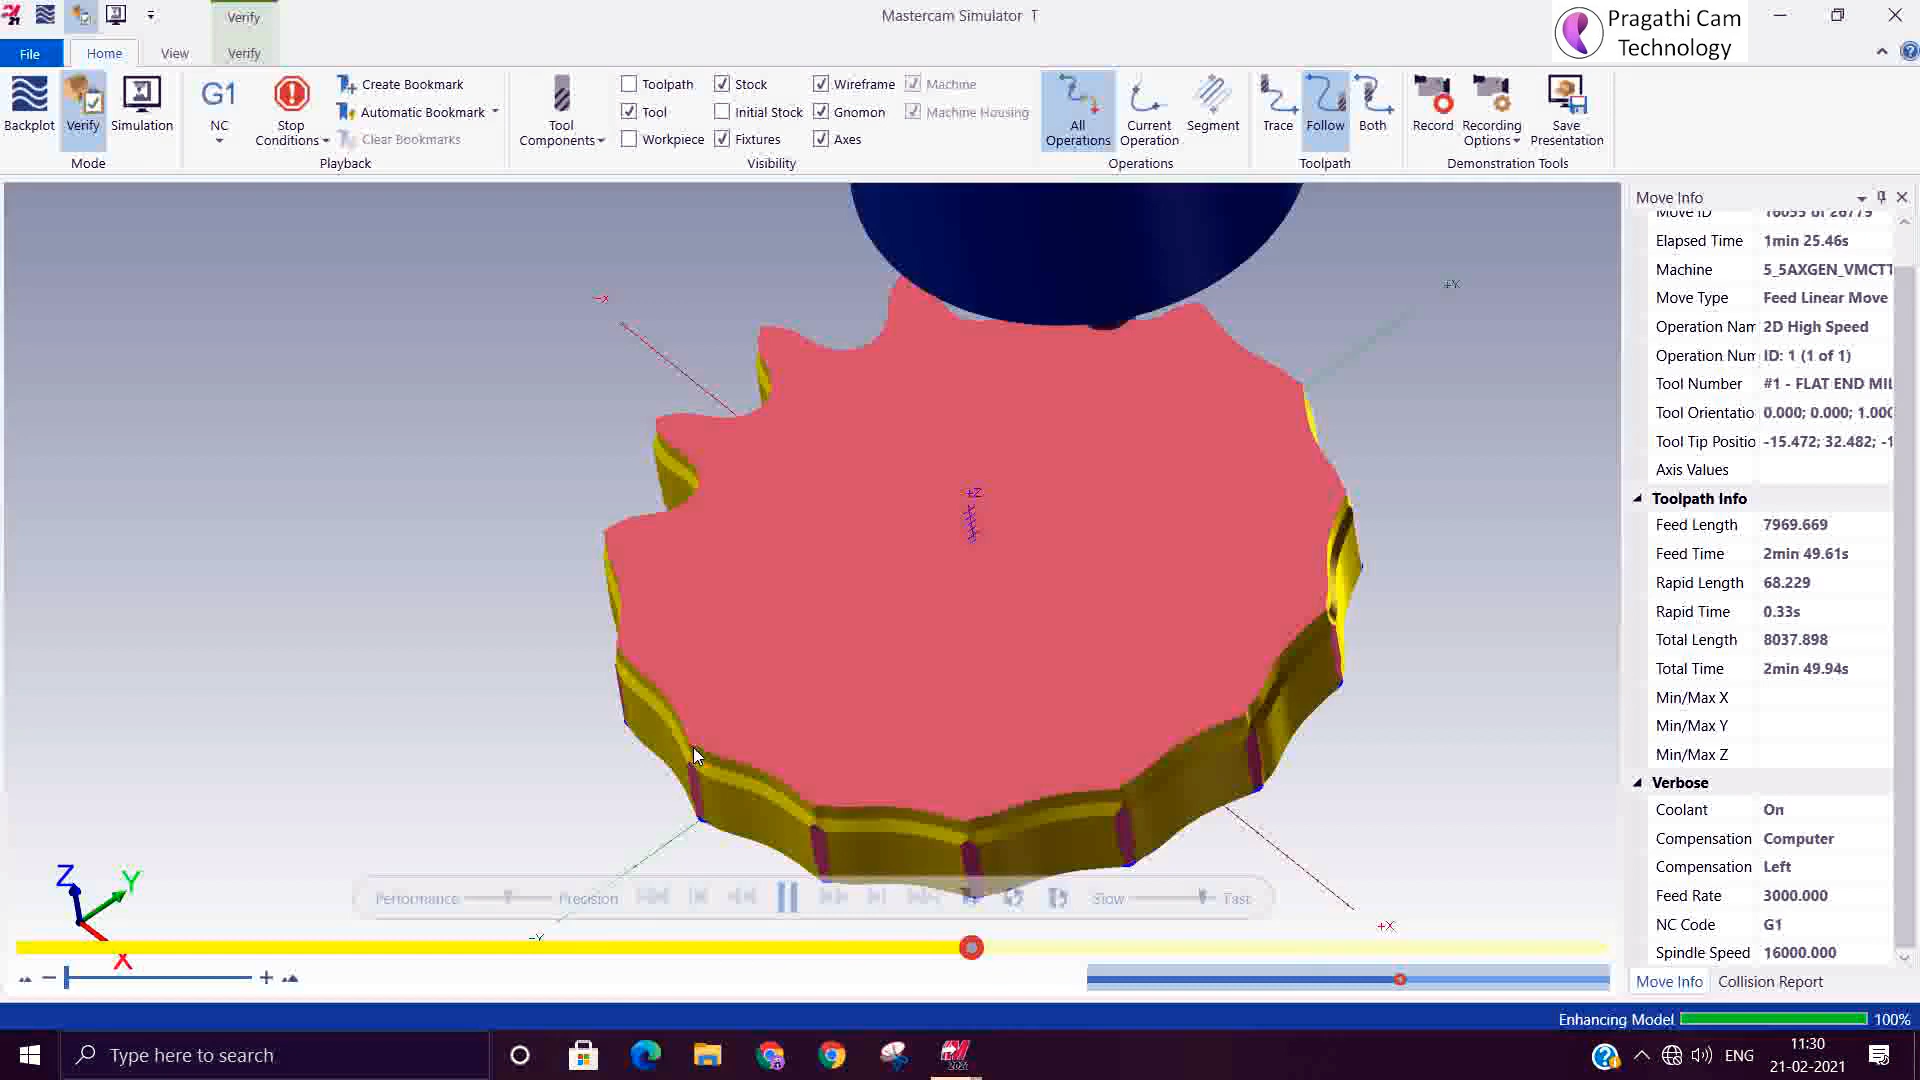 Verify
Mastercam Simulator T
Pragathi Cam
Technology
File
Home
View
Verify
Backplot
Verify
Simulation
Mode
G1
NC
Stop
Conditions
Create Bookmark
Automatic Bookmark
Clear Bookmarks
Playback
Tool
Components
Toolpath
Tool
Workpiece
Stock
Initial Stock
Fixtures
Wireframe
Gnomon
Axes
Machine
Machine Housing
Visibility
All
Operations
Current
Operation
Segment
Operations
Trace
Follow
Both
Toolpath
Record
Recording
Options
Save
Presentation
Demonstration Tools
-X
+Y
+Z
-Y
+X
Z
Y
X
Performance
Precision
Slow
Fast
Move Info
Move ID 16055 of 26779
Elapsed Time 1min 25.46s
Machine 5_5AXGEN_VMCTT
Move Type Feed Linear Move
Operation Nam 2D High Speed
Operation Num ID: 1 (1 of 1)
Tool Number #1 - FLAT END MIL
Tool Orientatio 0.000; 0.000; 1.000
Tool Tip Positio -15.472; 32.482; -1
Axis Values
Toolpath Info
Feed Length 7969.669
Feed Time 2min 49.61s
Rapid Length 68.229
Rapid Time 0.33s
Total Length 8037.898
Total Time 2min 49.94s
Min/Max X
Min/Max Y
Min/Max Z
Verbose
Coolant On
Compensation Computer
Compensation Left
Feed Rate 3000.000
NC Code G1
Spindle Speed 16000.000
Move Info
Collision Report
Enhancing Model 100%
Type here to search
2021
ENG
11:30
21-02-2021